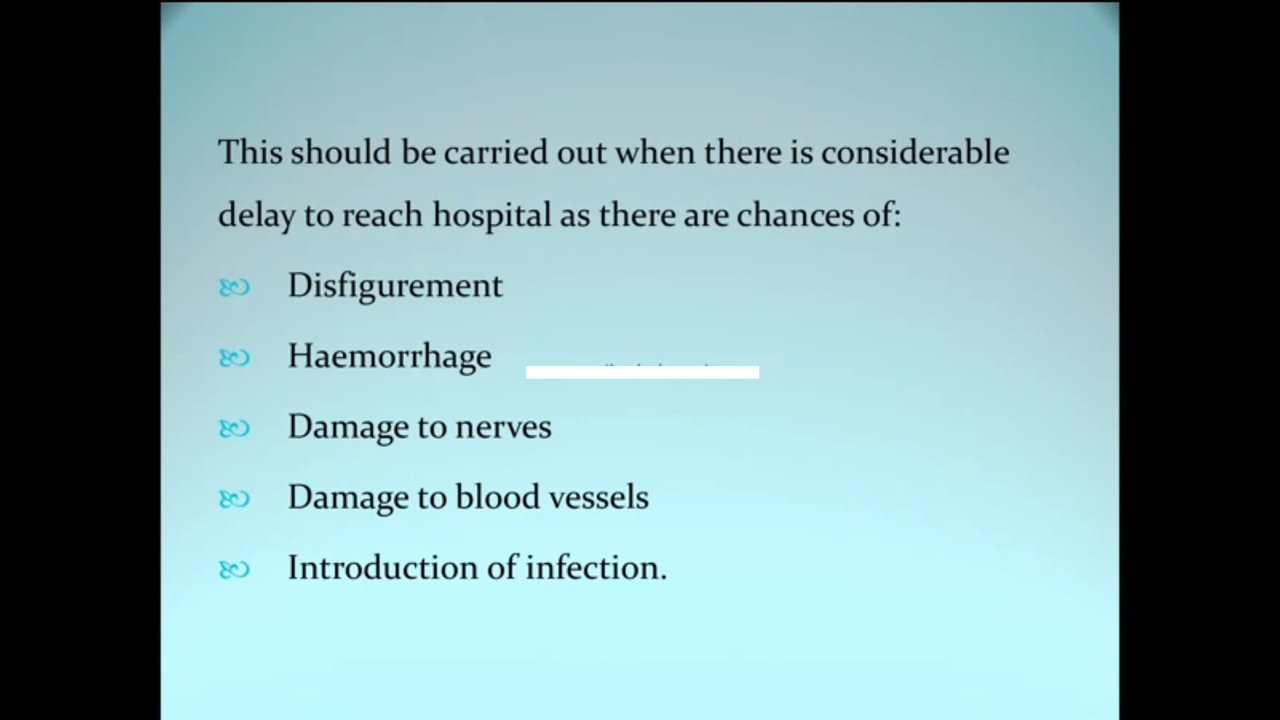 This should be carried out when there is considerable
delay to reach hospital as there are chances of:
Disfigurement
Haemorrhage
Damage to nerves
Damage to blood vessels
Introduction of infection.